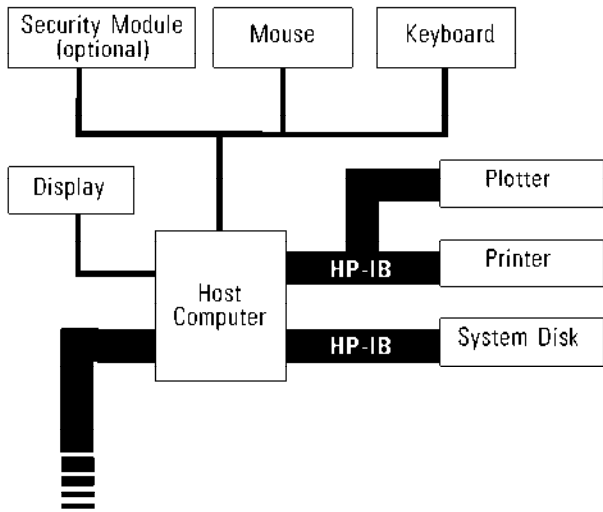 Security Module
(optional)
Mouse
Keyboard
Display
Plotter
HP-IB
Printer
Host
Computer
HP-IB
System Disk